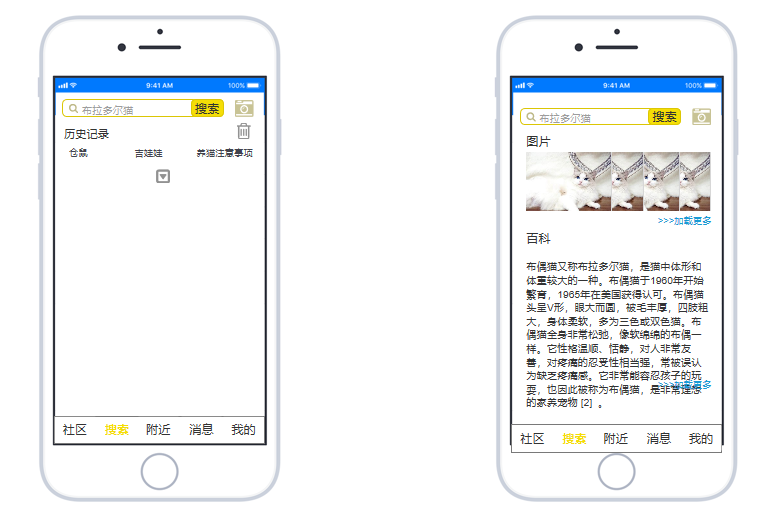 9:41 AM
100%
布拉多尔猫
搜索
历史记录
仓鼠 吉娃娃 养猫注意事项
社区 搜索 附近 消息 我的
9:41 AM
100%
布拉多尔猫
搜索
图片
>>>加载更多
百科
布偶猫又称布拉多尔猫，是猫中体形和
体重较大的一种。布偶猫于1960年开始
繁育，1965年在美国获得认可。布偶猫
头呈V形，眼大而圆，被毛丰厚，四肢粗
大，身体柔软，多为三色或双色猫。布
偶猫全身非常松弛，像软绵绵的布偶一
样。它性格温顺、恬静，对人非常友
善，对疼痛的忍受性相当强，常被误认
为缺乏疼痛感。它非常能容忍孩子的玩
>>>加载更多
耍，也因此被称为布偶猫，是非常理想
的家养宠物 [2] 。
社区 搜索 附近 消息 我的